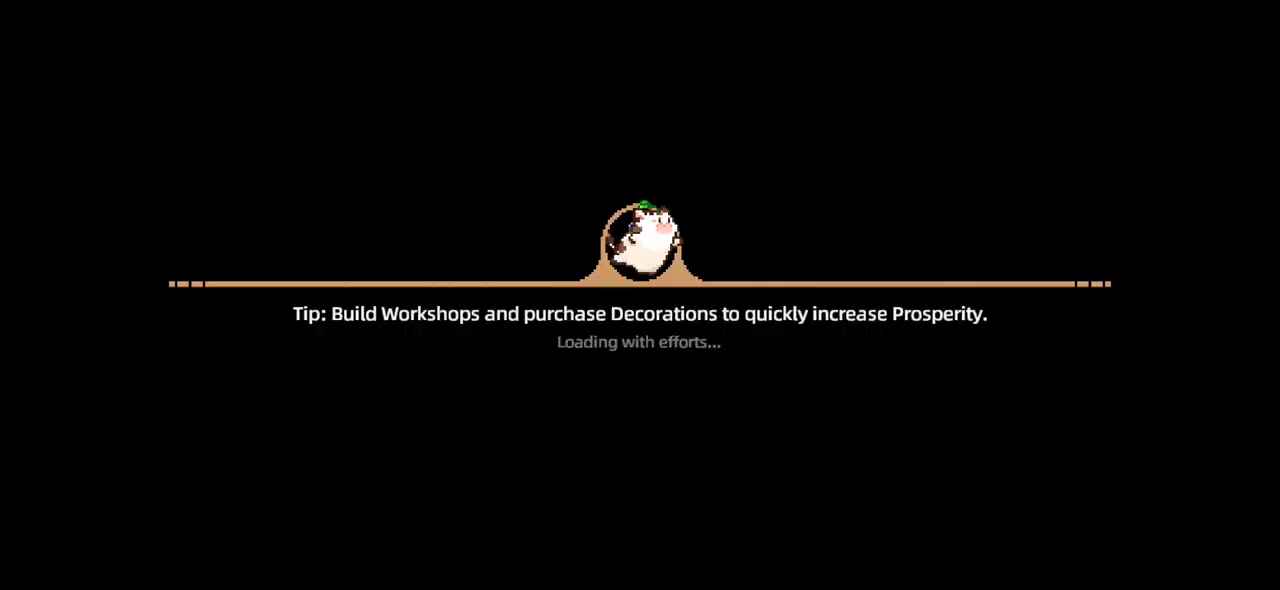 Tip: Build Workshops and purchase Decorations to quickly increase Prosperity.
Loading with efforts...